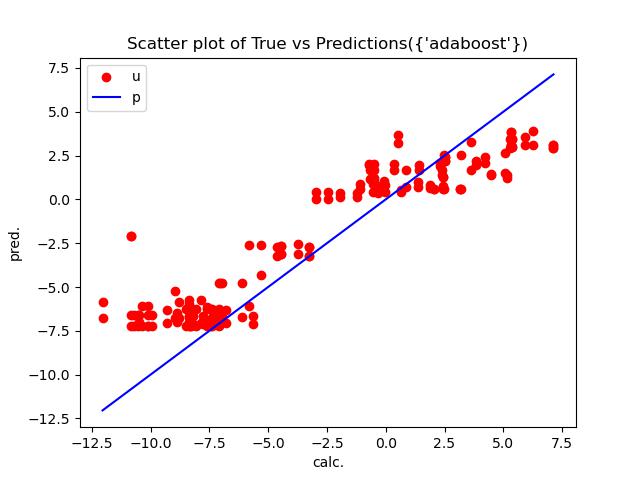 Scatter plot of True vs Predictions({'adaboost'})
u
p
7.5
5.0
2.5
0.0
−2.5
−5.0
−7.5
−10.0
−12.5
pred.
−12.5 −10.0 −7.5 −5.0 −2.5 0.0 2.5 5.0 7.5
calc.